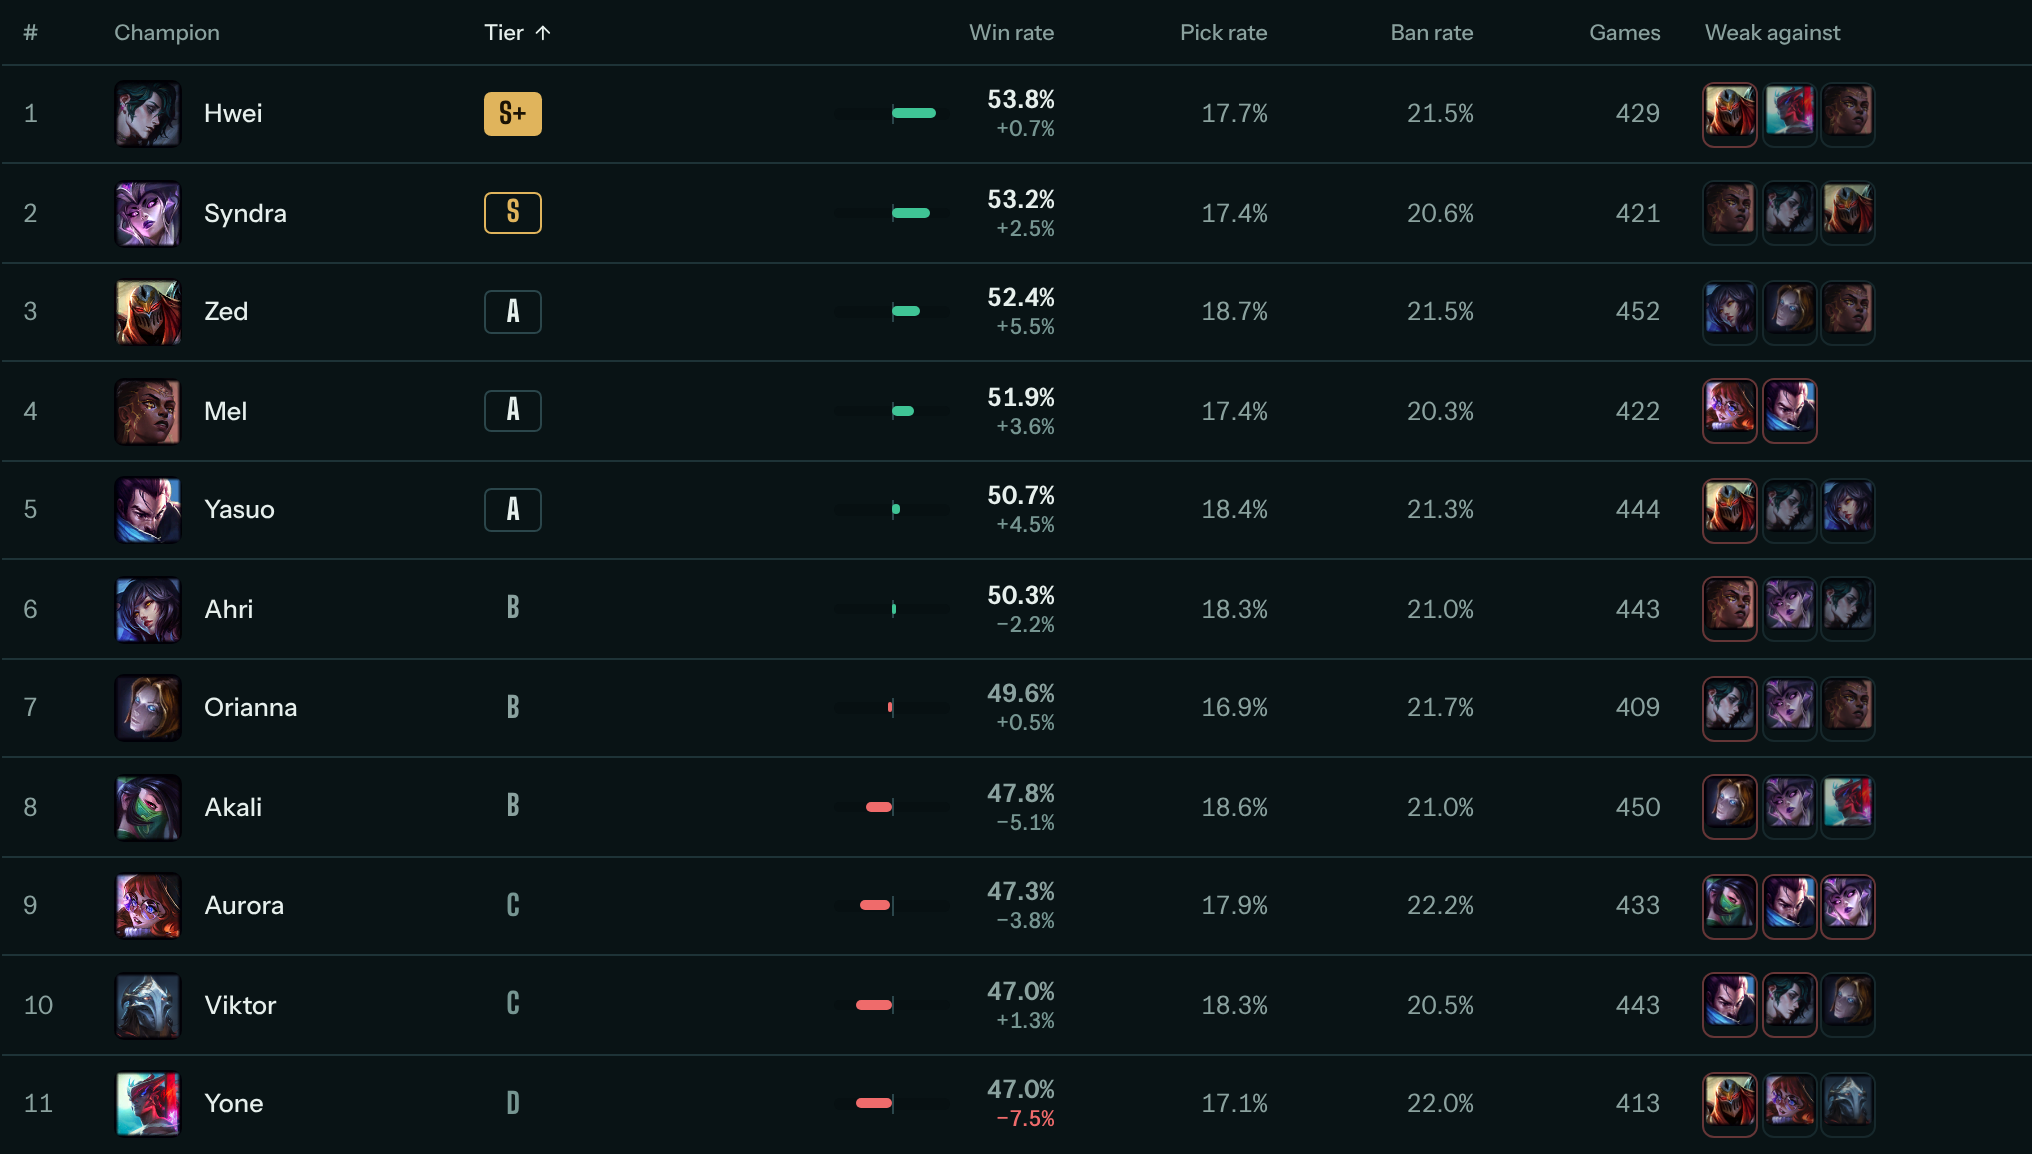 # Champion Tier ↑ Win rate Pick rate Ban rate Games Weak against
1 Hwei S+ 53.8% 17.7% 21.5% 429
+0.7%
2 Syndra S 53.2% 17.4% 20.6% 421
+2.5%
3 Zed A 52.4% 18.7% 21.5% 452
+5.5%
4 Mel A 51.9% 17.4% 20.3% 422
+3.6%
5 Yasuo A 50.7% 18.4% 21.3% 444
+4.5%
6 Ahri B 50.3% 18.3% 21.0% 443
−2.2%
7 Orianna B 49.6% 16.9% 21.7% 409
+0.5%
8 Akali B 47.8% 18.6% 21.0% 450
−5.1%
9 Aurora C 47.3% 17.9% 22.2% 433
−3.8%
10 Viktor C 47.0% 18.3% 20.5% 443
+1.3%
11 Yone D 47.0% 17.1% 22.0% 413
−7.5%